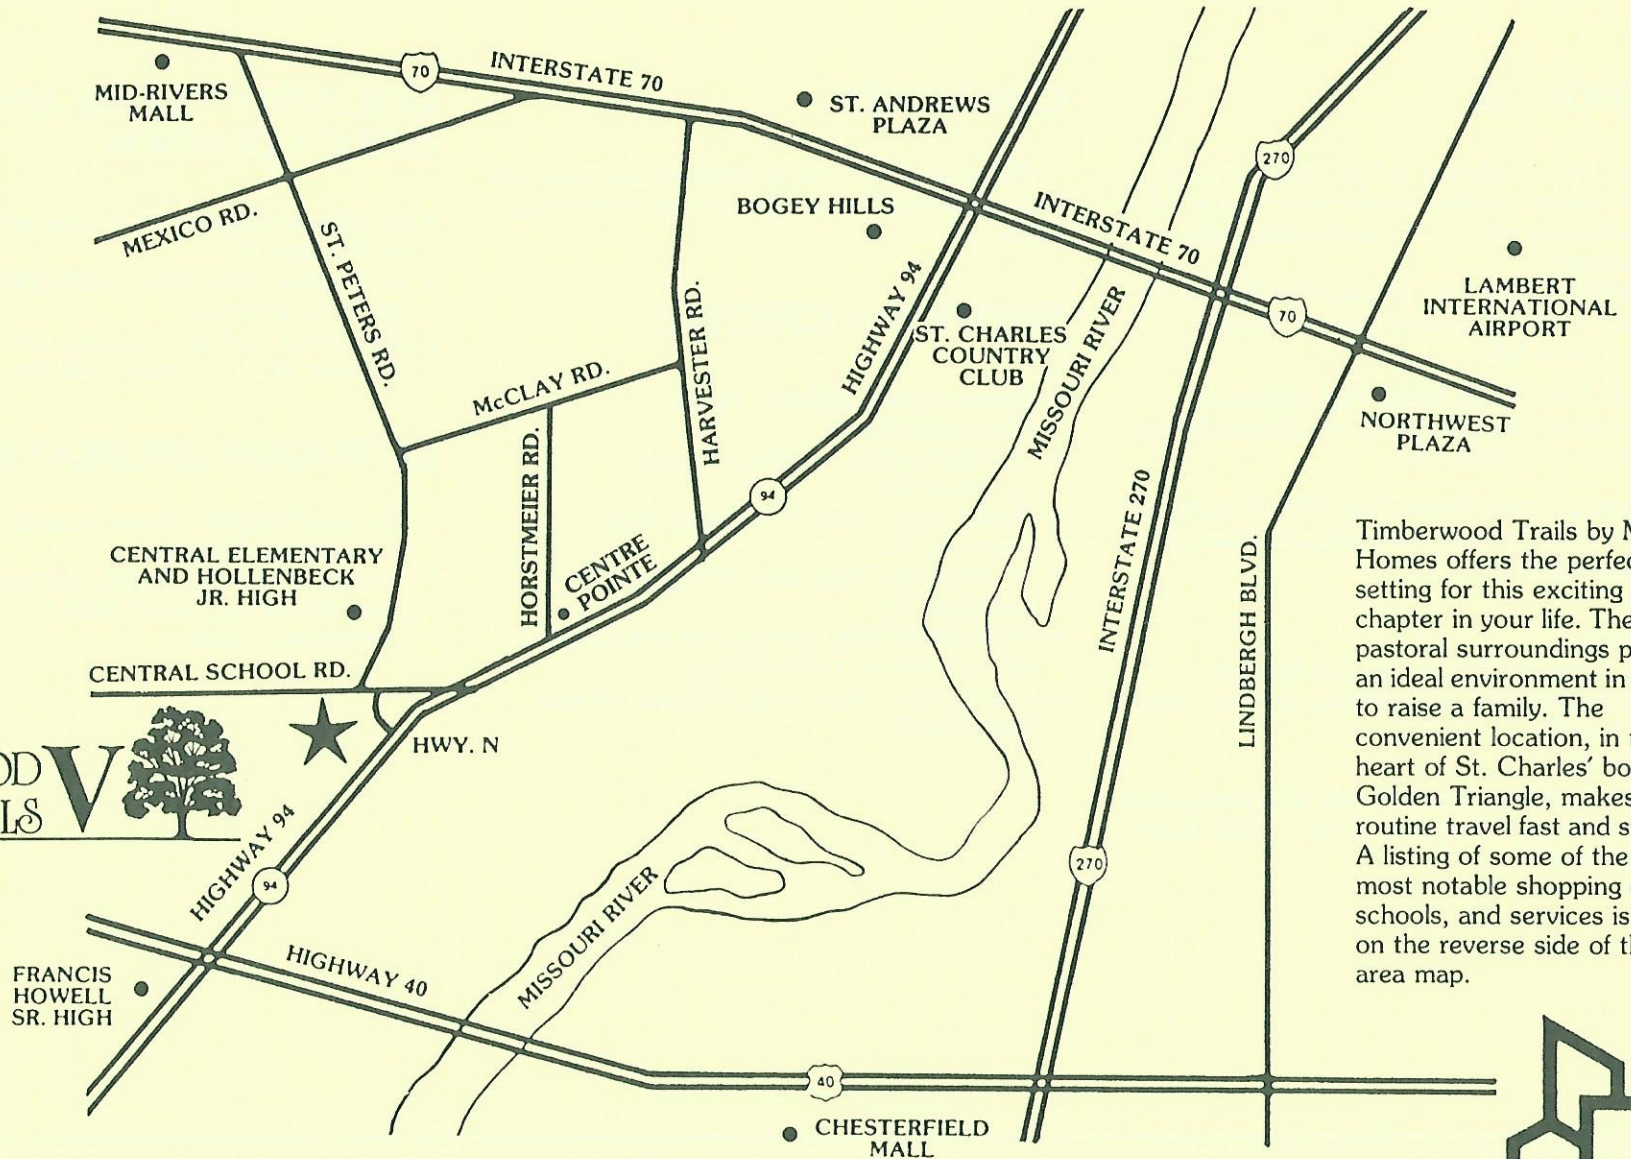 70
INTERSTATE 70
MID-RIVERS
MALL
ST. ANDREWS
PLAZA
270
MEXICO RD.
ST. PETERS RD.
BOGEY HILLS
INTERSTATE 70
HIGHWAY 94
HARVESTER RD.
ST. CHARLES
COUNTRY
CLUB
MISSOURI RIVER
70
LAMBERT
INTERNATIONAL
AIRPORT
McCLAY RD.
NORTHWEST
PLAZA
HORSTMEIER RD.
94
INTERSTATE 270
LINDBERGH BLVD.
CENTRAL ELEMENTARY
AND HOLLENBECK
JR. HIGH
CENTRE
POINTE
CENTRAL SCHOOL RD.
HWY. N
OD
LS
V
HIGHWAY 94
94
MISSOURI RIVER
270
FRANCIS
HOWELL
SR. HIGH
HIGHWAY 40
40
CHESTERFIELD
MALL
Timberwood Trails by
Homes offers the
setting for this exciting
chapter in your life. The
pastoral surroundings
an ideal environment in
to raise a family. The
convenient location, in
heart of St. Charles'
Golden Triangle, makes
routine travel fast and
A listing of some of the
most notable shopping
schools, and services is
on the reverse side of
area map.